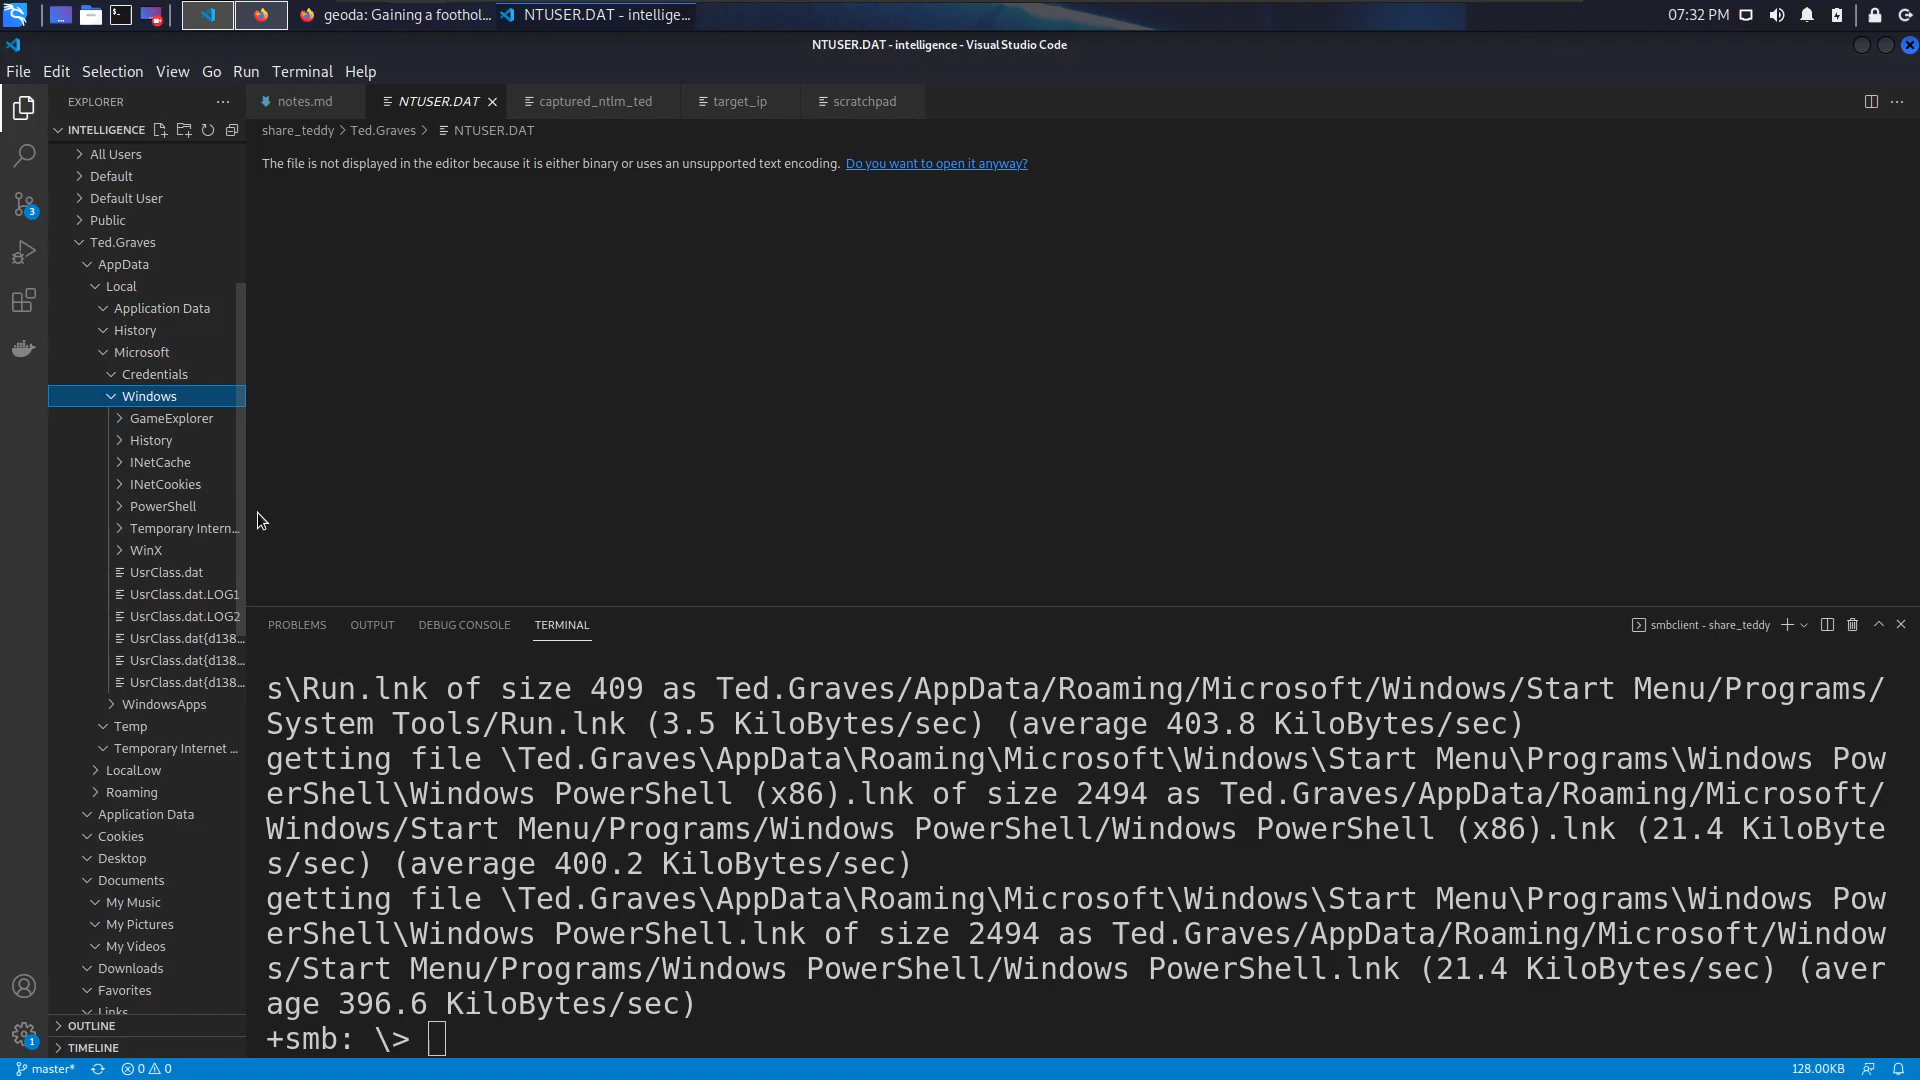 geoda: Gaining a foothol...
NTUSER.DAT - intellige...
07:32 PM
NTUSER.DAT - intelligence - Visual Studio Code
File Edit Selection View Go Run Terminal Help
EXPLORER
notes.md
NTUSER.DAT
captured_ntlm_ted
target_ip
scratchpad
INTELLIGENCE
share_teddy > Ted.Graves > NTUSER.DAT
The file is not displayed in the editor because it is either binary or uses an unsupported text encoding. Do you want to open it anyway?
All Users
Default
Default User
Public
3
Ted.Graves
AppData
Local
Application Data
History
Microsoft
Credentials
Windows
GameExplorer
History
INetCache
INetCookies
PowerShell
Temporary Intern...
WinX
UsrClass.dat
UsrClass.dat.LOG1
UsrClass.dat.LOG2
UsrClass.dat{d138...
UsrClass.dat{d138...
UsrClass.dat{d138...
WindowsApps
Temp
Temporary Internet ...
LocalLow
Roaming
Application Data
Cookies
Desktop
Documents
My Music
My Pictures
My Videos
Downloads
Favorites
Links
OUTLINE
TIMELINE
1
PROBLEMS OUTPUT DEBUG CONSOLE TERMINAL
smbclient - share_teddy
s\Run.lnk of size 409 as Ted.Graves/AppData/Roaming/Microsoft/Windows/Start Menu/Programs/
System Tools/Run.lnk (3.5 KiloBytes/sec) (average 403.8 KiloBytes/sec)
getting file \Ted.Graves\AppData\Roaming\Microsoft\Windows\Start Menu\Programs\Windows Pow
erShell\Windows PowerShell (x86).lnk of size 2494 as Ted.Graves/AppData/Roaming/Microsoft/
Windows/Start Menu/Programs/Windows PowerShell/Windows PowerShell (x86).lnk (21.4 KiloByte
s/sec) (average 400.2 KiloBytes/sec)
getting file \Ted.Graves\AppData\Roaming\Microsoft\Windows\Start Menu\Programs\Windows Pow
erShell\Windows PowerShell.lnk of size 2494 as Ted.Graves/AppData/Roaming/Microsoft/Window
s/Start Menu/Programs/Windows PowerShell/Windows PowerShell.lnk (21.4 KiloBytes/sec) (aver
age 396.6 KiloBytes/sec)
+smb: \>
master* 0 0
128.00KB